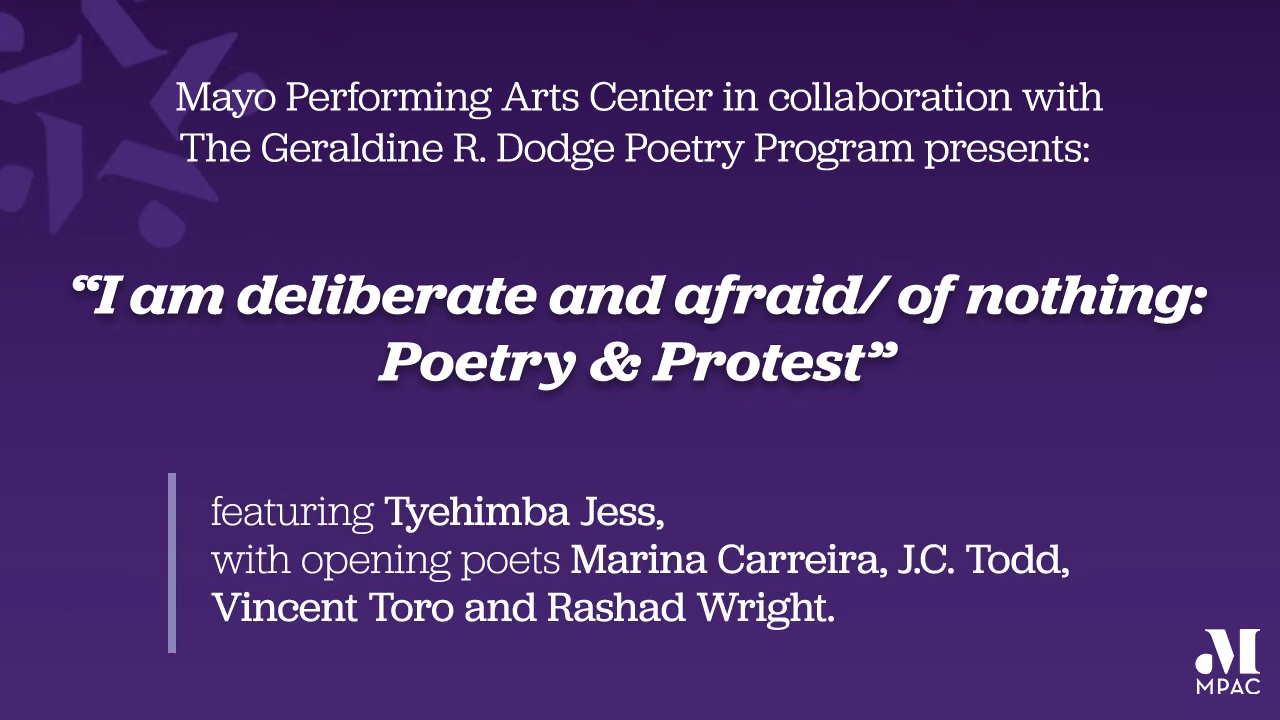 Mayo Performing Arts Center in collaboration with
The Geraldine R. Dodge Poetry Program presents:
“I am deliberate and afraid/ of nothing:
Poetry & Protest”
featuring Tyehimba Jess,
with opening poets Marina Carreira, J.C. Todd,
Vincent Toro and Rashad Wright.
M
MPAC